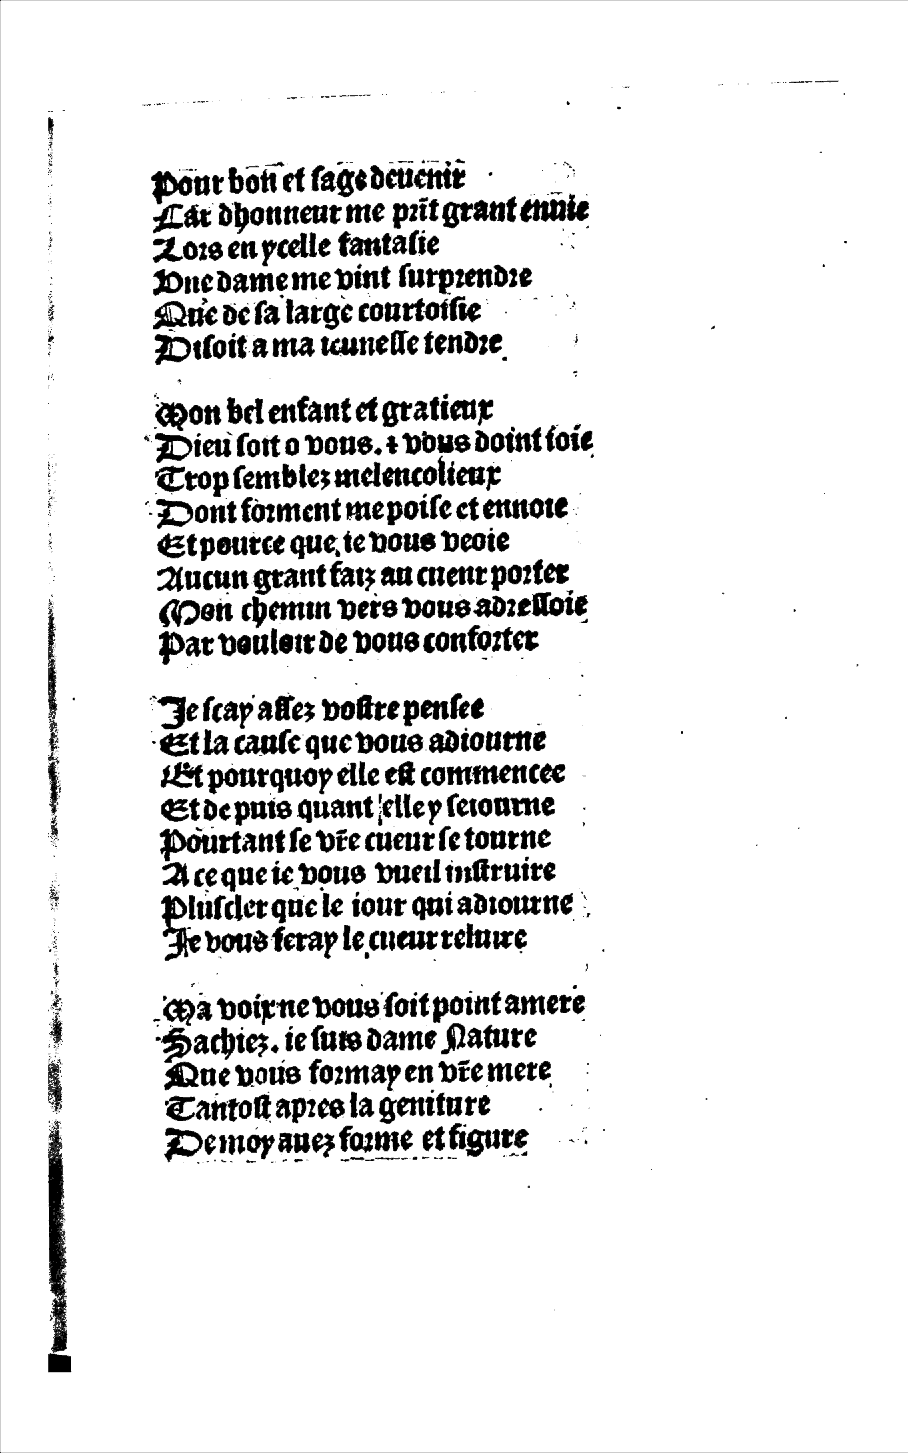 Pour bon et sage deuenir
Car dhonneur me prĩt grant ennie
Lors en ycelle fantasie
Vne dame me vint surprendre
Que de sa large courtoisie
Disoit a ma ieunesse tendre
Mon bel enfant et gratieux
Dieu soit o vous. ⁊ vous doint ioie
Trop semblez melencolieux
Dont forment me poise et ennoie
Et pource que ie vous veoie
Aucun grant faiz au cueur porter
Mon chemin vers vous adressoie
Par vouloir de vous conforter
Je scay assez vostre pensee
Et la cause que vous adiourne
Et pourquoy elle est commencee
Et depuis quant elle y seiourne
Pourtant se vr̃e cueur se tourne
A ce que ie vous vueil instruire
Plus cler que le iour qui adiourne
Je vous feray le cueur reluire
Ma voix ne vous soit point amere
Sachiez. ie suis dame Nature
Que vous formay en vr̃e mere
Tantost apres la geniture
De moy auez forme et figure